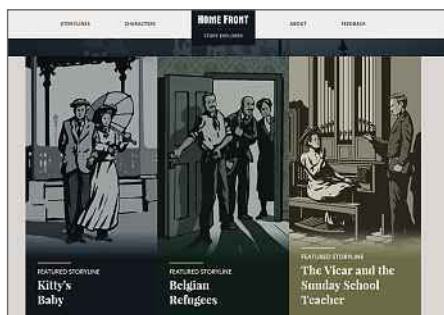 STORYLINES
CHARACTERS
HOME FRONT
STORY EXPLORER
ABOUT
FEEDBACK
FEATURED STORYLINE
Kitty's
Baby
FEATURED STORYLINE
Belgian
Refugees
FEATURED STORYLINE
The Vicar and the
Sunday School
Teacher